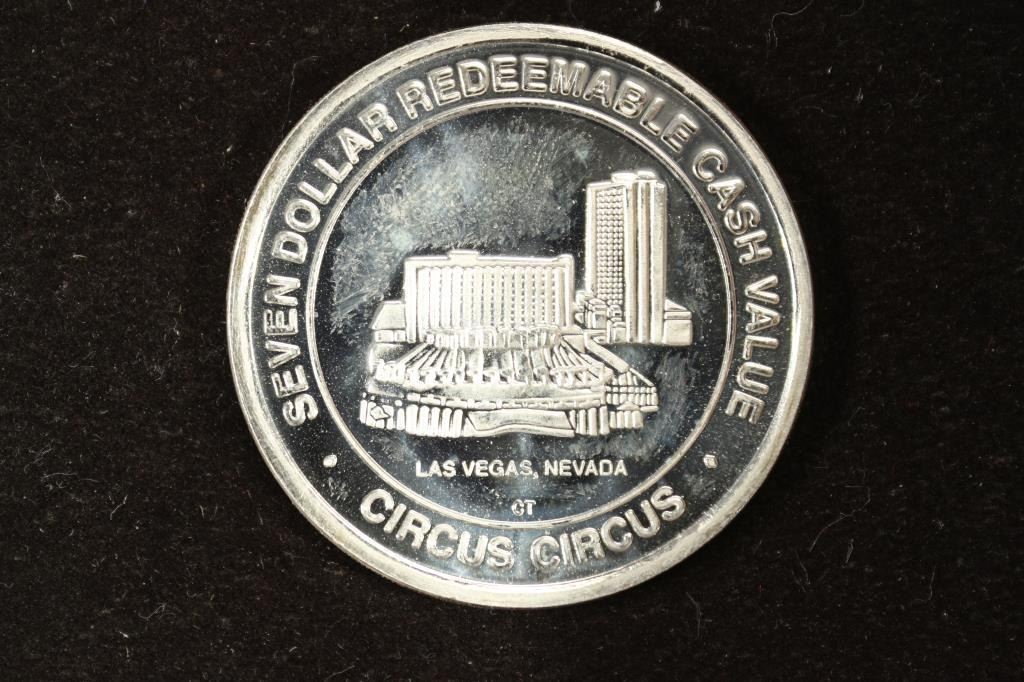 SEVEN DOLLAR REDEEMABLE CASH VALUE
LAS VEGAS, NEVADA
CT
CIRCUS CIRCUS